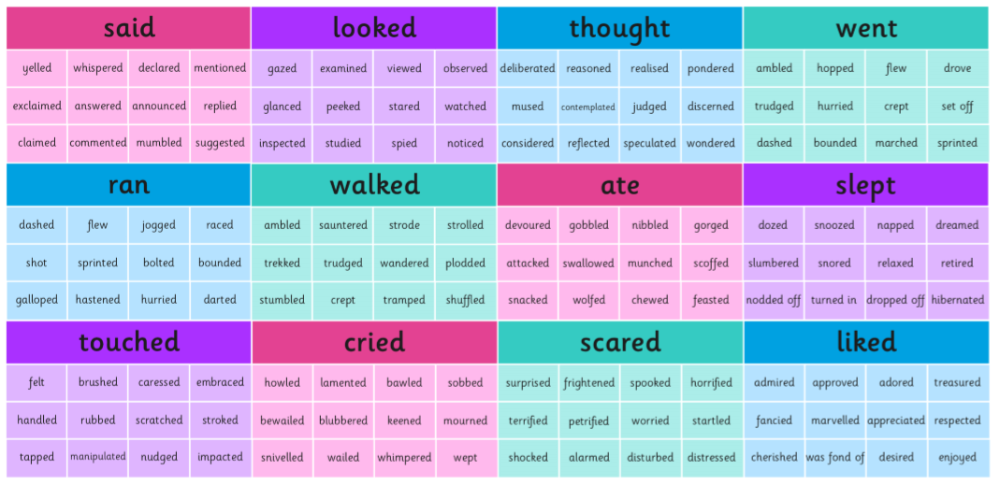 said looked thought went
yelled whispered declared mentioned gazed examined viewed observed deliberated reasoned realised pondered ambled hopped flew drove
exclaimed answered announced replied glanced peeked stared watched mused contemplated judged discerned trudged hurried crept set off
claimed commented mumbled suggested inspected studied spied noticed considered reflected speculated wondered dashed bounded marched sprinted
ran walked ate slept
dashed flew jogged raced ambled sauntered strode strolled devoured gobbled nibbled gorged dozed snoozed napped dreamed
shot sprinted bolted bounded trekked trudged wandered plodded attacked swallowed munched scoffed slumbered snored relaxed retired
galloped hastened hurried darted stumbled crept tramped shuffled snacked wolfed chewed feasted nodded off turned in dropped off hibernated
touched cried scared liked
felt brushed caressed embraced howled lamented bawled sobbed surprised frightened spooked horrified admired approved adored treasured
handled rubbed scratched stroked bewailed blubbered keened mourned terrified petrified worried startled fancied marvelled appreciated respected
tapped manipulated nudged impacted snivelled wailed whimpered wept shocked alarmed disturbed distressed cherished was fond of desired enjoyed